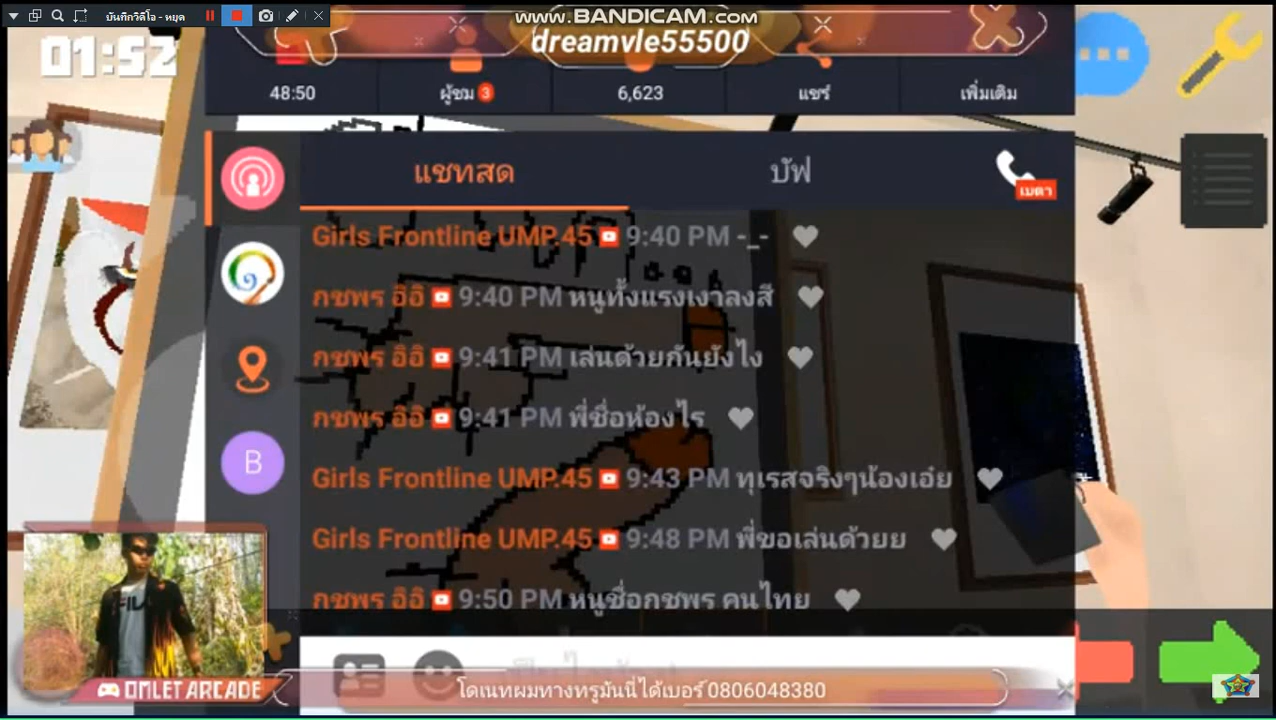 บันทึกวิดีโอ - หยุด
www.BANDICAM.com
01:52
dreamvle55500
48:50
ผู้ชม 3
6,623
แชร์
เพิ่มเติม
แชทสด
บัฟ
เบต้า
Girls Frontline UMP.45 9:40 PM -_-
กชพร อิอิ 9:40 PM หนูทั้งแรงเงาลงสี
กชพร อิอิ 9:41 PM เล่นด้วยกันยังไง
กชพร อิอิ 9:41 PM พี่ชื่อห้องไร
B
Girls Frontline UMP.45 9:43 PM ทุเรสจริงๆน้องเอ๋ย
Girls Frontline UMP.45 9:48 PM พี่ขอเล่นด้วยย
กชพร อิอิ 9:50 PM หนูชื่อกชพร คนไทย
FILA
OMLET ARCADE
โดเนทผมทางทรูมันนี่ได้เบอร์ 0806048380